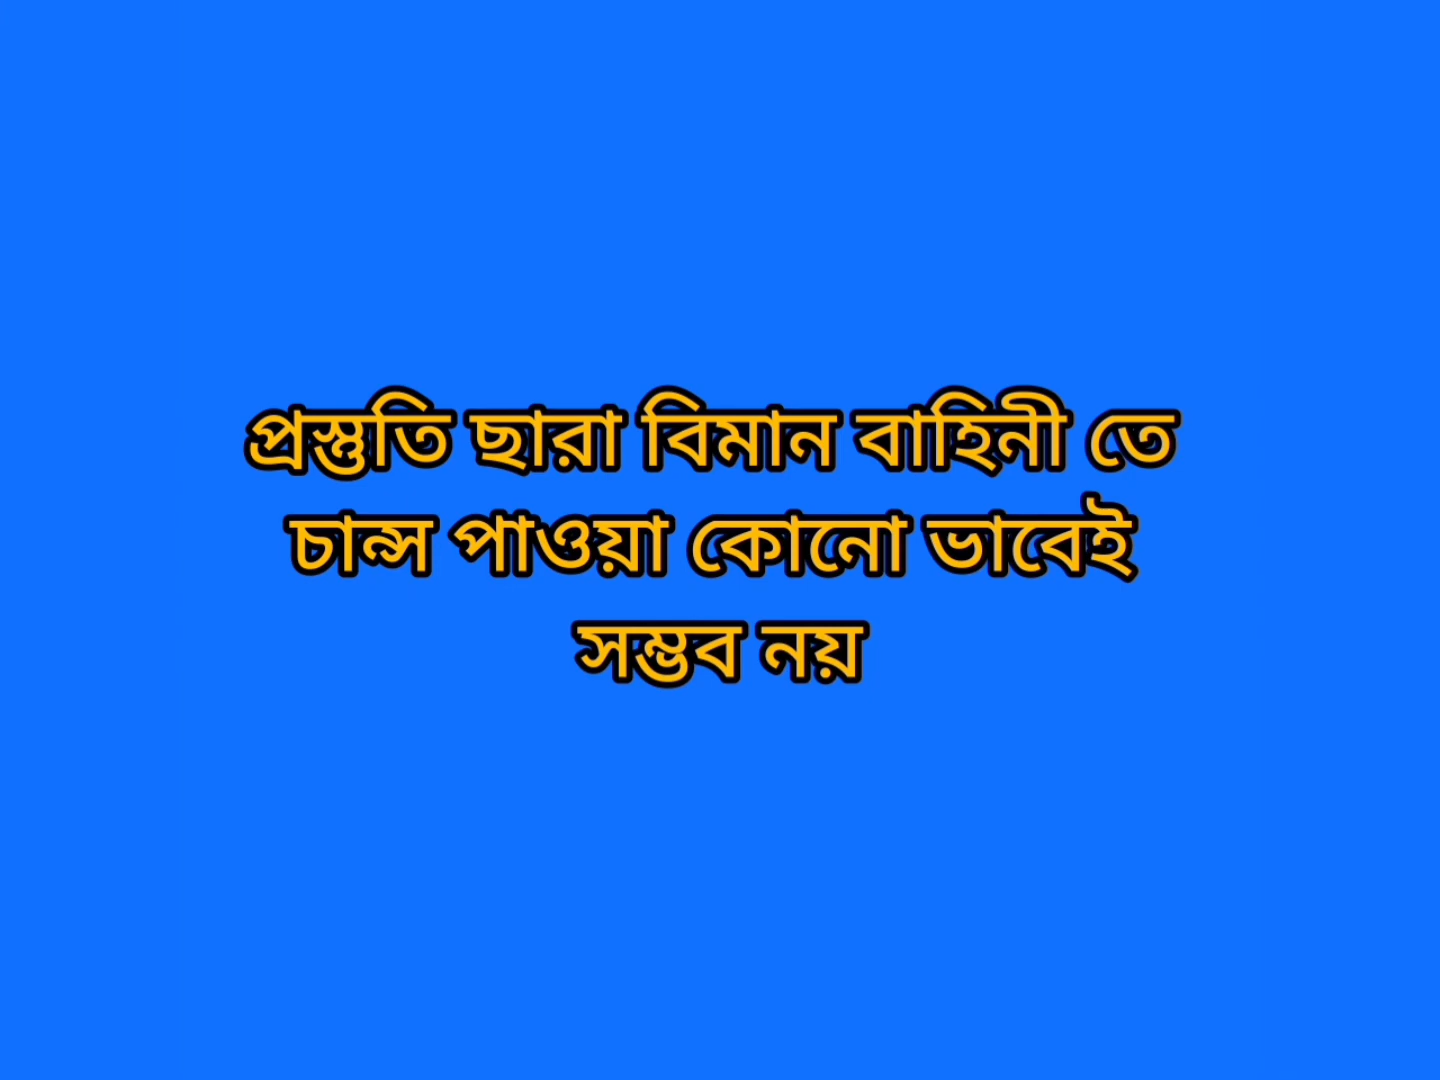 প্রস্তুতি ছারা বিমান বাহিনী তে
চান্স পাওয়া কোনো ভাবেই
সম্ভব নয়